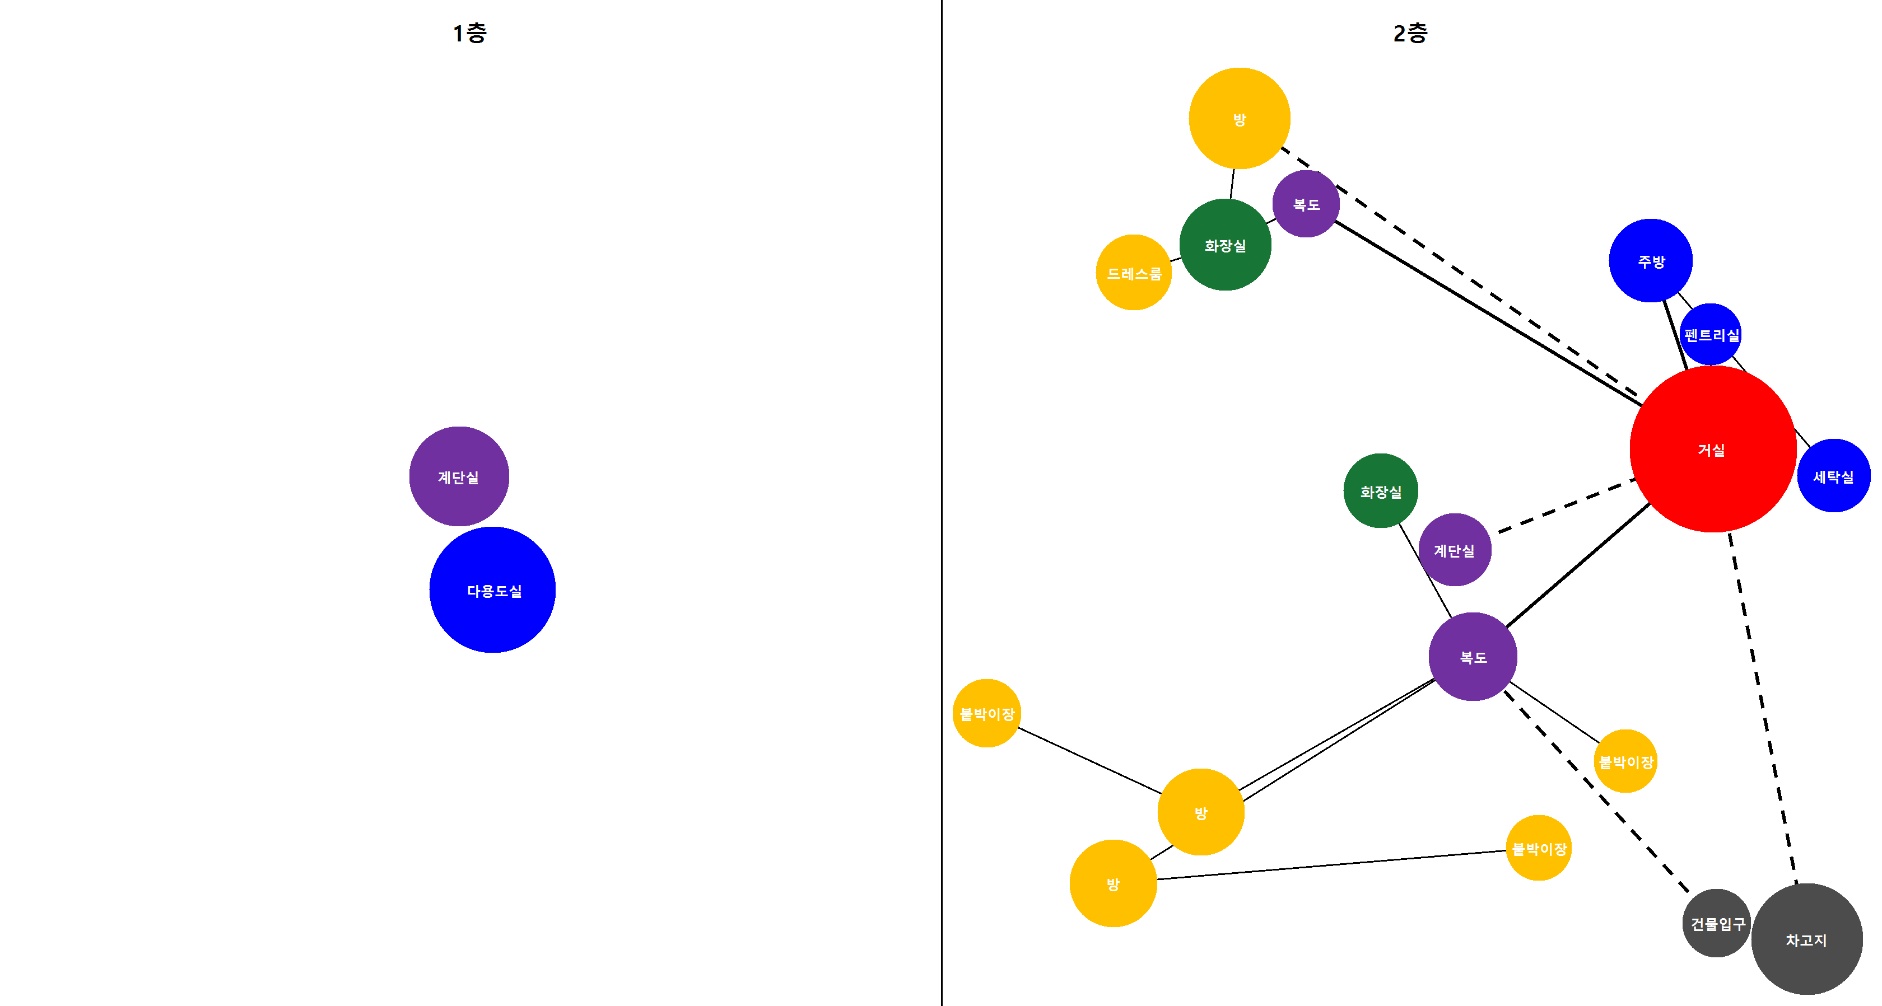 1층
계단실
다용도실
2층
방
복도
화장실
드레스룸
주방
펜트리실
거실
세탁실
화장실
계단실
복도
붙박이장
붙박이장
방
붙박이장
방
건물입구
차고지